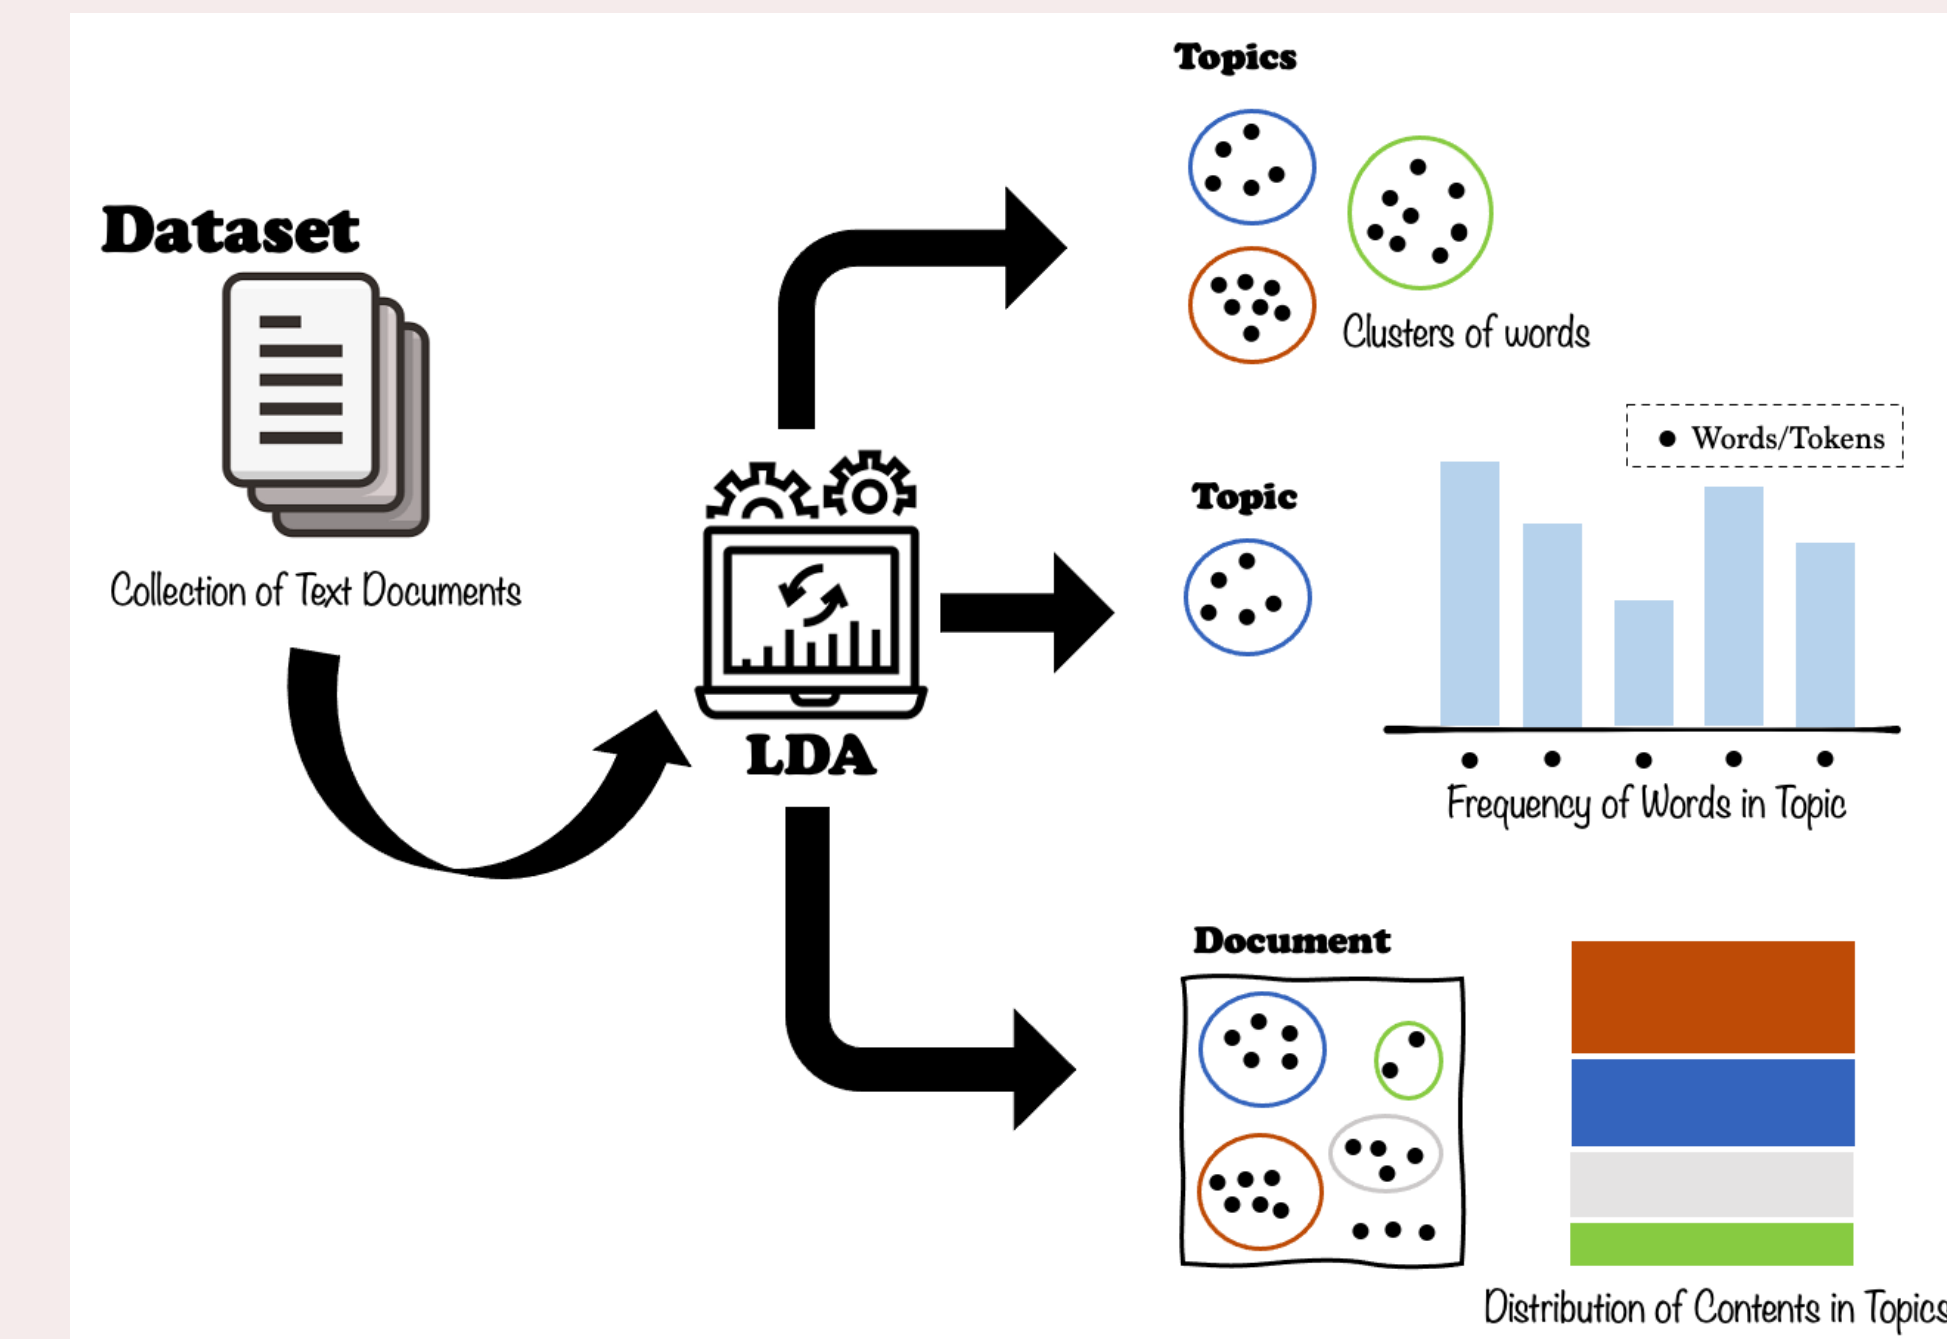 Topics
Dataset
Clusters of words
Words/Tokens
Topic
Collection of Text Documents
LDA
Frequency of Words in Topic
Document
Distribution of Contents in Topics